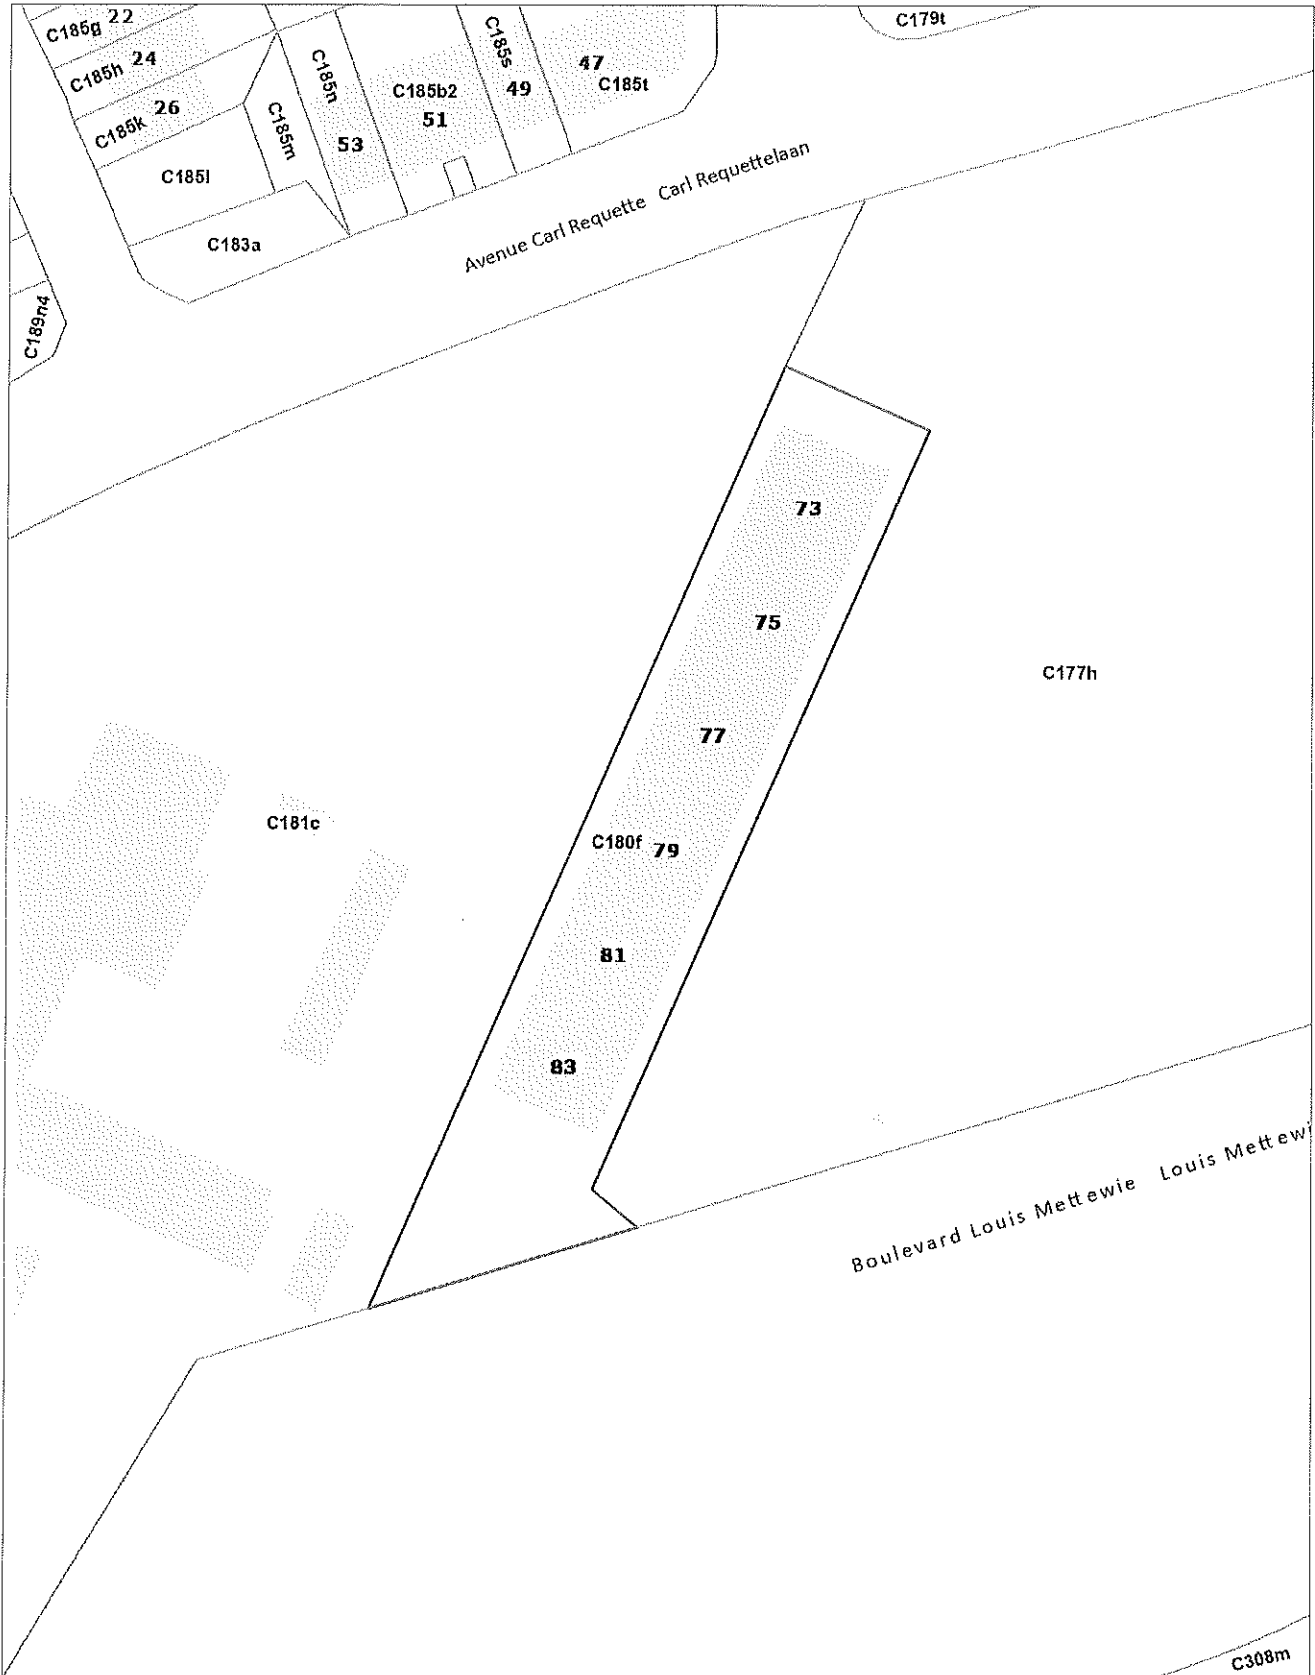 C185g 22
C185h 24
C185k 26
C185l
C183a
C185m
C185n
53
C185b2
51
C185s
49
47
C185t
C179t
C189n4
Avenue Carl Requette Carl Requettelaan
73
75
77
C180f 79
81
83
C177h
C181c
Boulevard Louis Mettewie Louis Mettew
C308m